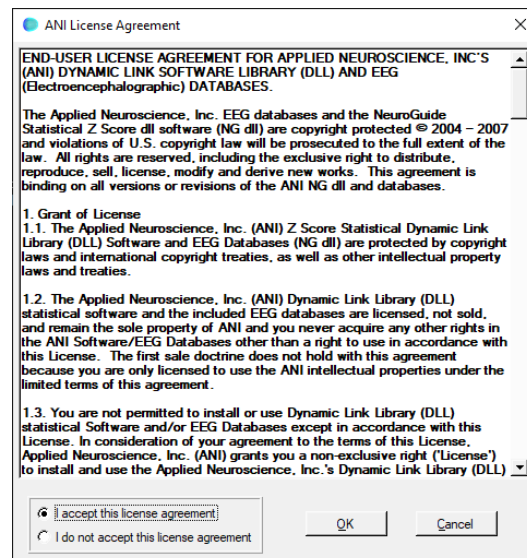 ANI License Agreement
END-USER LICENSE AGREEMENT FOR APPLIED NEUROSCIENCE, INC'S
(ANI) DYNAMIC LINK SOFTWARE LIBRARY (DLL) AND EEG
(Electroencephalographic) DATABASES.
The Applied Neuroscience, Inc. EEG databases and the NeuroGuide
Statistical Z Score dll software (NG dll) are copyright protected © 2004 – 2007
and violations of U.S. copyright law will be prosecuted to the full extent of the
law.  All rights are reserved, including the exclusive right to distribute,
reproduce, sell, license, modify and derive new works.  This agreement is
binding on all versions or revisions of the ANI NG dll and databases.
1. Grant of License
1.1. The Applied Neuroscience, Inc. (ANI) Z Score Statistical Dynamic Link
Library (DLL) Software and EEG Databases (NG dll) are protected by copyright
laws and international copyright treaties, as well as other intellectual property
laws and treaties.
1.2. The Applied Neuroscience, Inc. (ANI) Dynamic Link Library (DLL)
statistical software and the included EEG databases are licensed, not sold,
and remain the sole property of ANI and you never acquire any other rights in
the ANI Software/EEG Databases other than a right to use in accordance with
this License.  The first sale doctrine does not hold with this agreement
because you are only licensed to use the ANI intellectual properties under the
limited terms of this agreement.
1.3. You are not permitted to install or use Dynamic Link Library (DLL)
statistical Software and/or EEG Databases except in accordance with this
License. In consideration of your agreement to the terms of this License,
Applied Neuroscience, Inc. (ANI) grants you a non-exclusive right ('License')
to install and use the Applied Neuroscience, Inc.'s Dynamic Link Library (DLL)
I accept this license agreement
I do not accept this license agreement
OK
Cancel